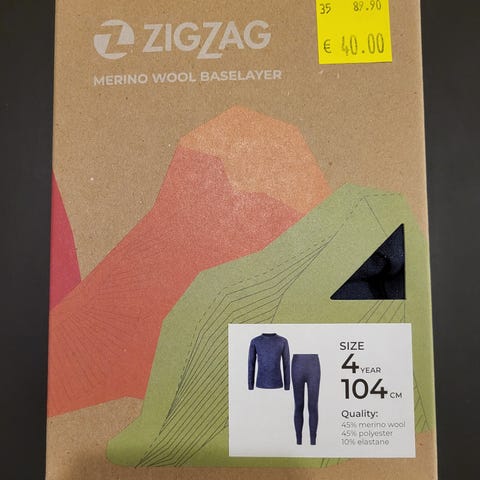 35 89.90
€ 40.00
ZIGZAG
MERINO WOOL BASELAYER
SIZE
4 YEAR
104 CM
Quality:
45% merino wool
45% polyester
10% elastane